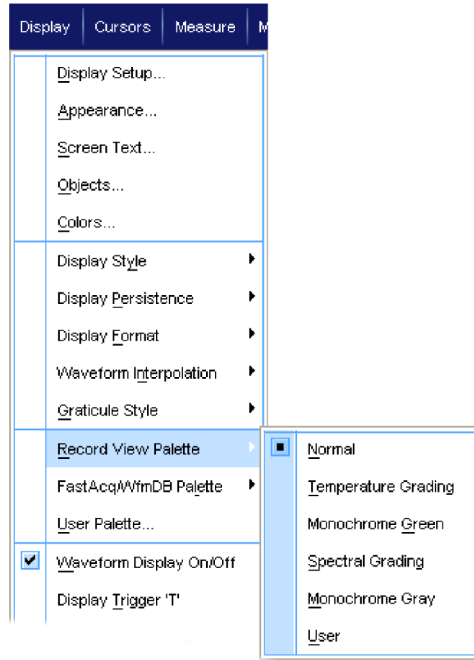 Display Cursors Measure
Display Setup...
Appearance...
Screen Text...
Objects...
Colors...
Display Style
Display Persistence
Display Format
Waveform Interpolation
Graticule Style
Record View Palette
FastAcq/WfmDB Palette
User Palette...
Waveform Display On/Off
Display Trigger 'T'
Normal
Temperature Grading
Monochrome Green
Spectral Grading
Monochrome Gray
User